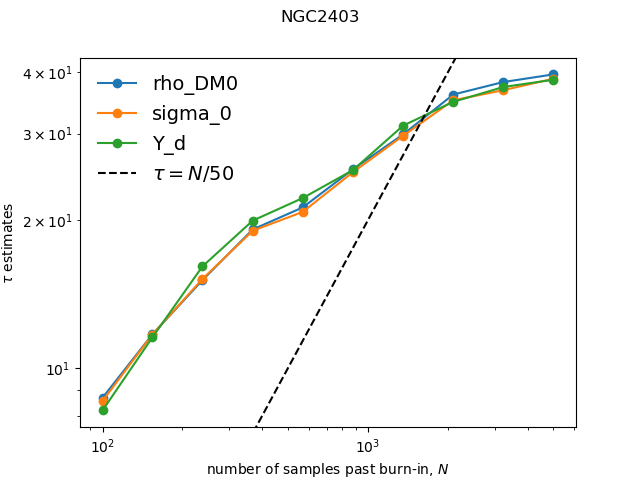 NGC2403
rho_DM0
sigma_0
Y_d
τ = N/50
τ estimates
4 × 10¹
3 × 10¹
2 × 10¹
10¹
10² 10³
number of samples past burn-in, N